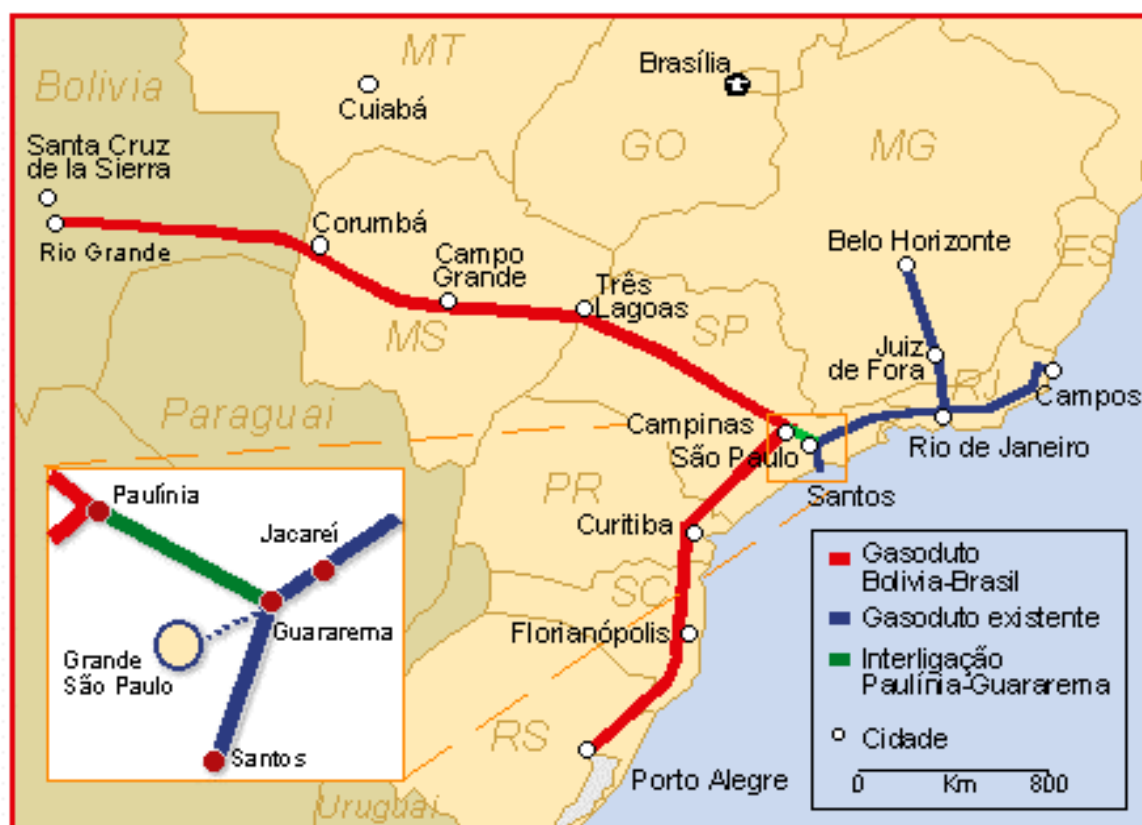 MT
Brasília
Bolivia
Cuiabá
GO
MG
Santa Cruz
de la Sierra
Rio Grande
Corumbá
Campo
Grande
Três
Lagoas
Belo Horizonte
ES
MS
SP
Juiz
de Fora
RJ
Campos
Paraguai
Campinas
São Paulo
Rio de Janeiro
Santos
PR
Curitiba
SC
Florianópolis
RS
Porto Alegre
Uruguai
Paulínia
Jacareí
Guararema
Grande
São Paulo
Santos
Gasoduto
Bolivia-Brasil
Gasoduto existente
Interligação
Paulínia-Guararema
Cidade
0 Km 800